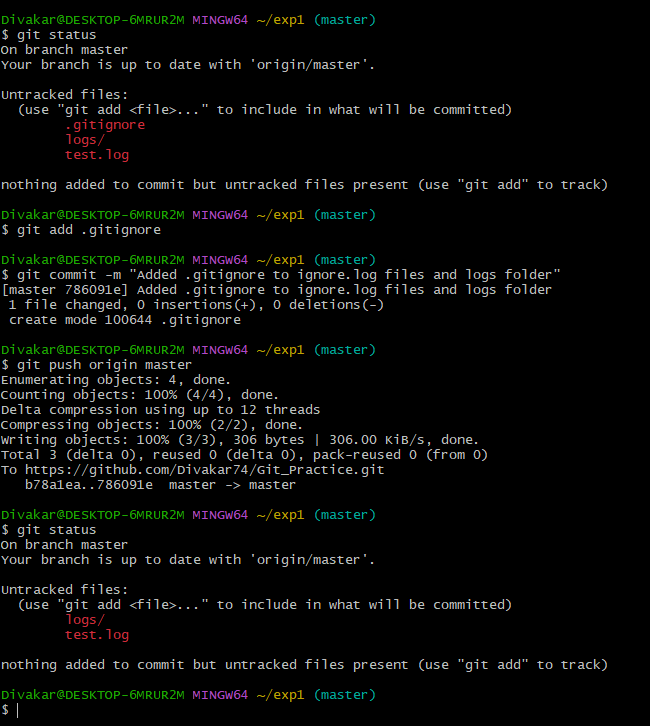 Divakar@DESKTOP-6MRUR2M MINGW64 ~/exp1 (master)
$ git status
On branch master
Your branch is up to date with 'origin/master'.
Untracked files:
(use "git add <file>..." to include in what will be committed)
.gitignore
logs/
test.log
nothing added to commit but untracked files present (use "git add" to track)
Divakar@DESKTOP-6MRUR2M MINGW64 ~/exp1 (master)
$ git add .gitignore
Divakar@DESKTOP-6MRUR2M MINGW64 ~/exp1 (master)
$ git commit -m "Added .gitignore to ignore.log files and logs folder"
[master 786091e] Added .gitignore to ignore.log files and logs folder
1 file changed, 0 insertions(+), 0 deletions(-)
create mode 100644 .gitignore
Divakar@DESKTOP-6MRUR2M MINGW64 ~/exp1 (master)
$ git push origin master
Enumerating objects: 4, done.
Counting objects: 100% (4/4), done.
Delta compression using up to 12 threads
Compressing objects: 100% (2/2), done.
Writing objects: 100% (3/3), 306 bytes | 306.00 KiB/s, done.
Total 3 (delta 0), reused 0 (delta 0), pack-reused 0 (from 0)
To https://github.com/Divakar74/Git_Practice.git
b78a1ea..786091e  master -> master
Divakar@DESKTOP-6MRUR2M MINGW64 ~/exp1 (master)
$ git status
On branch master
Your branch is up to date with 'origin/master'.
Untracked files:
(use "git add <file>..." to include in what will be committed)
logs/
test.log
nothing added to commit but untracked files present (use "git add" to track)
Divakar@DESKTOP-6MRUR2M MINGW64 ~/exp1 (master)
$